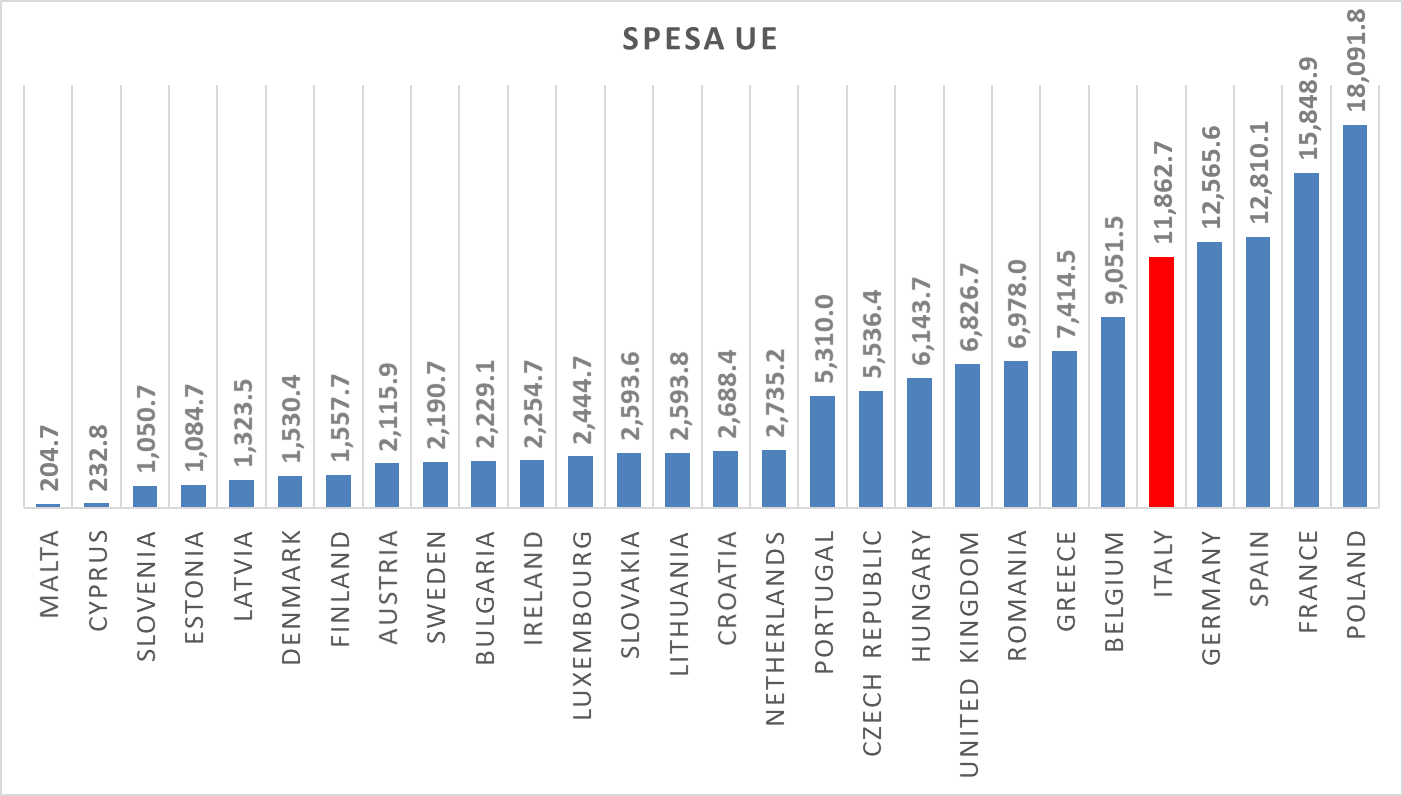 SPESA UE
204.7
232.8
1,050.7
1,084.7
1,323.5
1,530.4
1,557.7
2,115.9
2,190.7
2,229.1
2,254.7
2,444.7
2,593.6
2,593.8
2,688.4
2,735.2
5,310.0
5,536.4
6,143.7
6,826.7
6,978.0
7,414.5
9,051.5
11,862.7
12,565.6
12,810.1
15,848.9
18,091.8
MALTA
CYPRUS
SLOVENIA
ESTONIA
LATVIA
DENMARK
FINLAND
AUSTRIA
SWEDEN
BULGARIA
IRELAND
LUXEMBOURG
SLOVAKIA
LITHUANIA
CROATIA
NETHERLANDS
PORTUGAL
CZECH REPUBLIC
HUNGARY
UNITED KINGDOM
ROMANIA
GREECE
BELGIUM
ITALY
GERMANY
SPAIN
FRANCE
POLAND